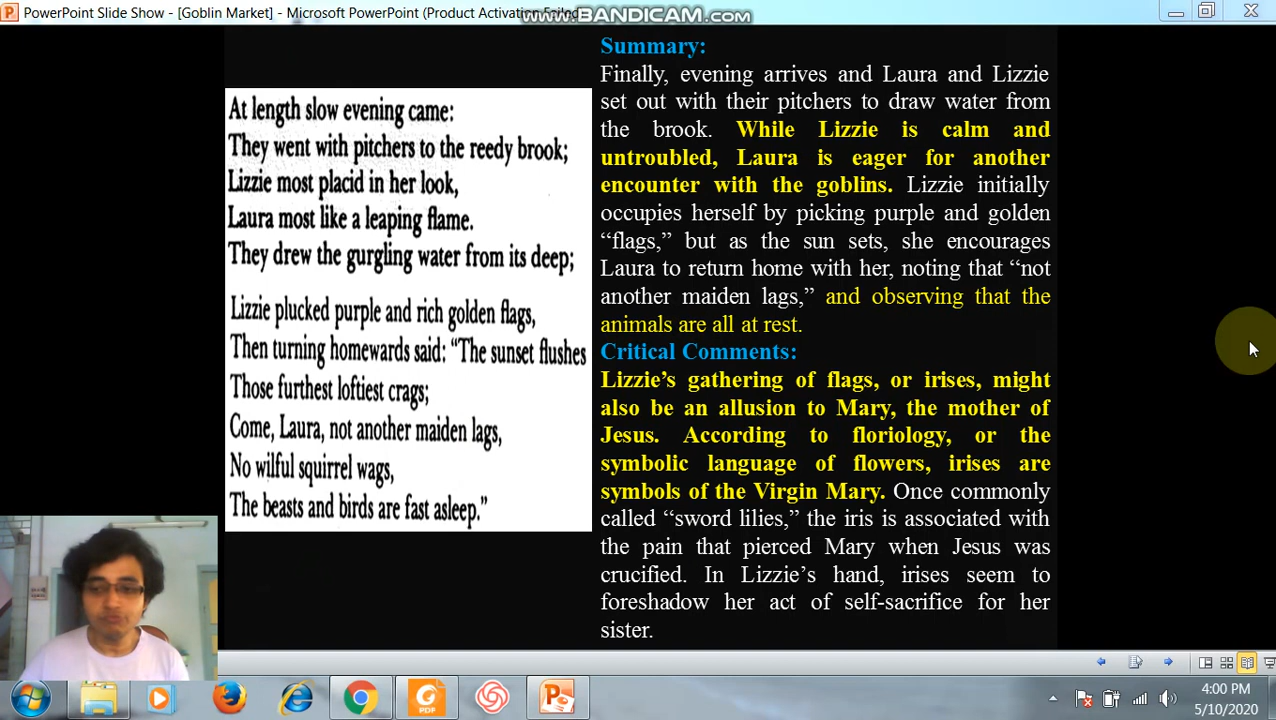 PowerPoint Slide Show - [Goblin Market] - Microsoft PowerPoint (Product Activation Failed)
www.BANDICAM.com
At length slow evening came:
They went with pitchers to the reedy brook;
Lizzie most placid in her look,
Laura most like a leaping flame.
They drew the gurgling water from its deep;
Lizzie plucked purple and rich golden flags,
Then turning homewards said: “The sunset flushes
Those furthest loftiest crags;
Come, Laura, not another maiden lags,
No wilful squirrel wags,
The beasts and birds are fast asleep.”
Summary:
Finally, evening arrives and Laura and Lizzie
set out with their pitchers to draw water from
the brook. While Lizzie is calm and
untroubled, Laura is eager for another
encounter with the goblins. Lizzie initially
occupies herself by picking purple and golden
“flags,” but as the sun sets, she encourages
Laura to return home with her, noting that “not
another maiden lags,” and observing that the
animals are all at rest.
Critical Comments:
Lizzie’s gathering of flags, or irises, might
also be an allusion to Mary, the mother of
Jesus. According to floriology, or the
symbolic language of flowers, irises are
symbols of the Virgin Mary. Once commonly
called “sword lilies,” the iris is associated with
the pain that pierced Mary when Jesus was
crucified. In Lizzie’s hand, irises seem to
foreshadow her act of self-sacrifice for her
sister.
PDF
4:00 PM
5/10/2020